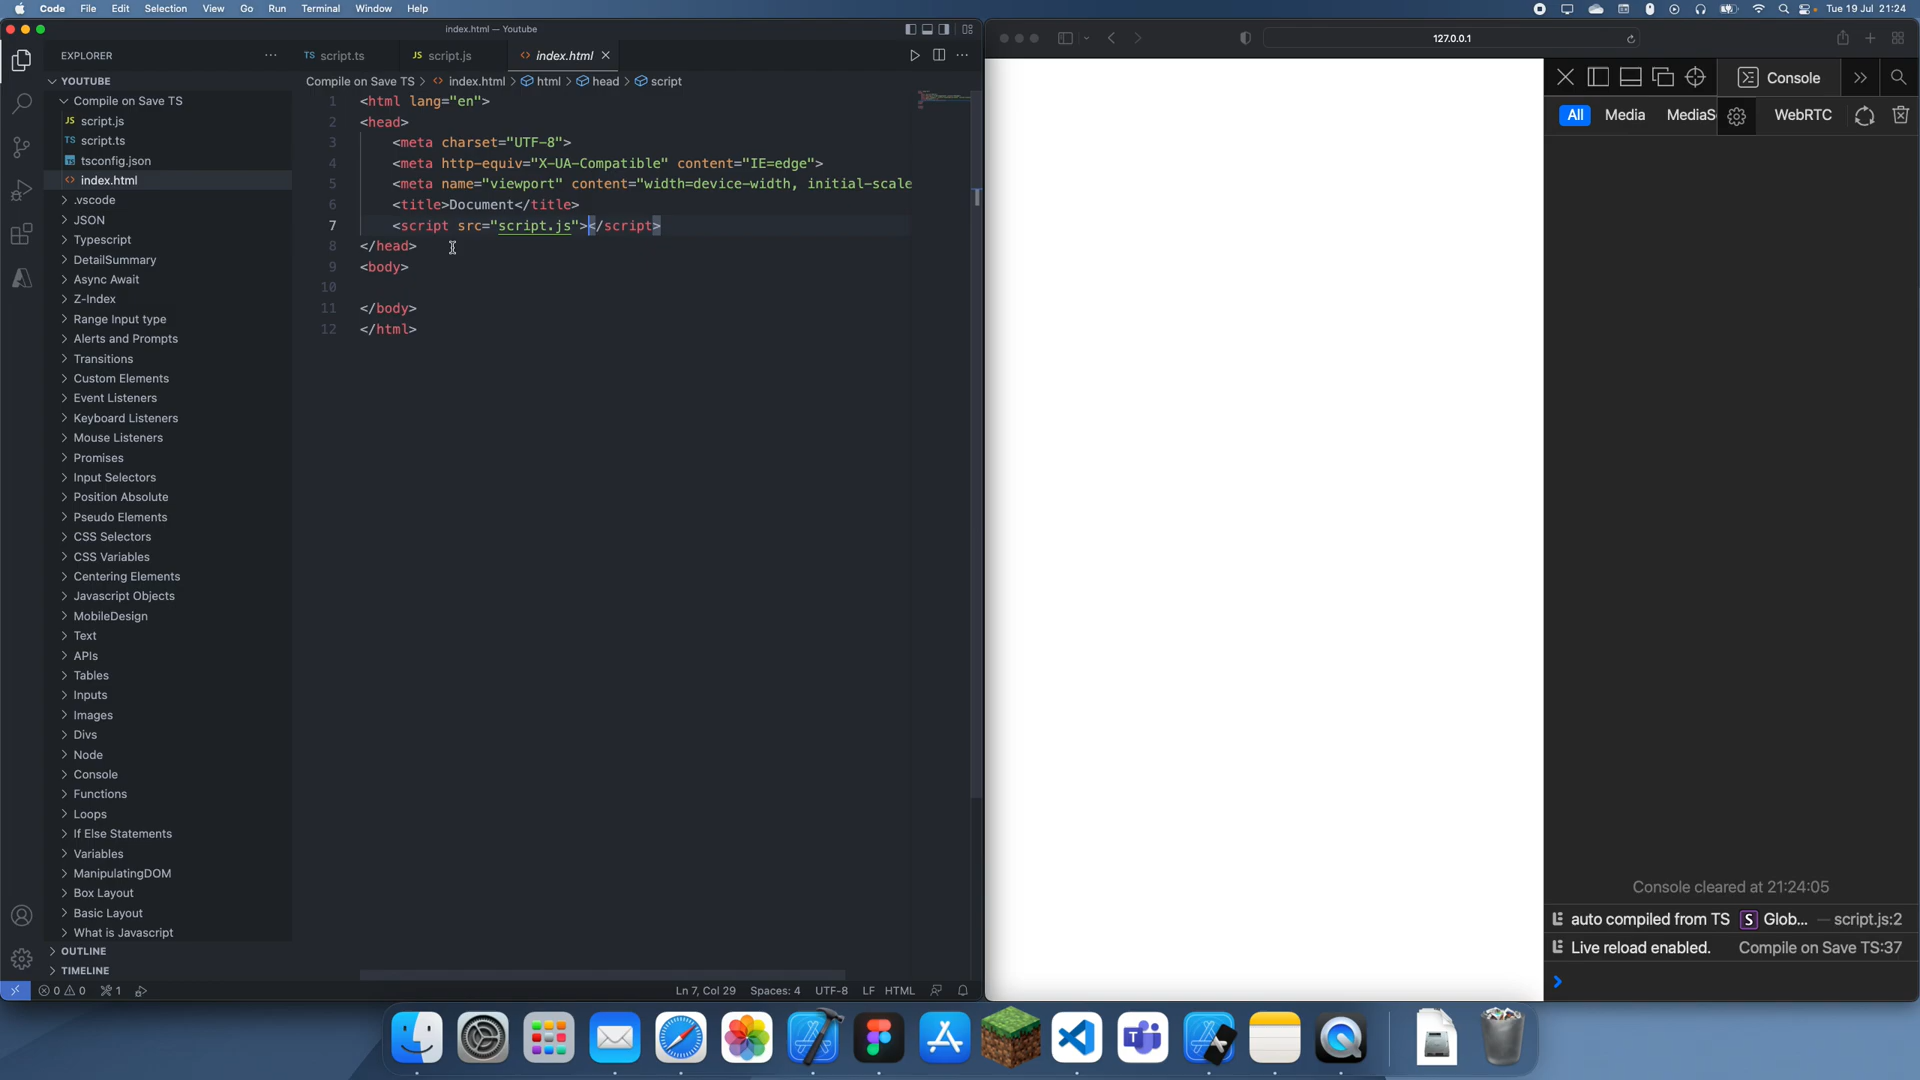 Code File Edit Selection View Go Run Terminal Window Help Tue 19 Jul 21:24
index.html — Youtube
127.0.0.1
EXPLORER
script.ts
script.js
index.html
Console
YOUTUBE
Compile on Save TS > index.html > html > head > script
All Media MediaS WebRTC
Compile on Save TS
script.js
script.ts
tsconfig.json
index.html
.vscode
JSON
Typescript
DetailSummary
Async Await
Z-Index
Range Input type
Alerts and Prompts
Transitions
Custom Elements
Event Listeners
Keyboard Listeners
Mouse Listeners
Promises
Input Selectors
Position Absolute
Pseudo Elements
CSS Selectors
CSS Variables
Centering Elements
Javascript Objects
MobileDesign
Text
APIs
Tables
Inputs
Images
Divs
Node
Console
Functions
Loops
If Else Statements
Variables
ManipulatingDOM
Box Layout
Basic Layout
What is Javascript
OUTLINE
TIMELINE
1 <html lang="en">
2 <head>
3 <meta charset="UTF-8">
4 <meta http-equiv="X-UA-Compatible" content="IE=edge">
5 <meta name="viewport" content="width=device-width, initial-scale
6 <title>Document</title>
7 <script src="script.js"></script>
8 </head>
9 <body>
10
11 </body>
12 </html>
Console cleared at 21:24:05
auto compiled from TS S Glob... — script.js:2
Live reload enabled. Compile on Save TS:37
0 0 1 Ln 7, Col 29 Spaces: 4 UTF-8 LF HTML